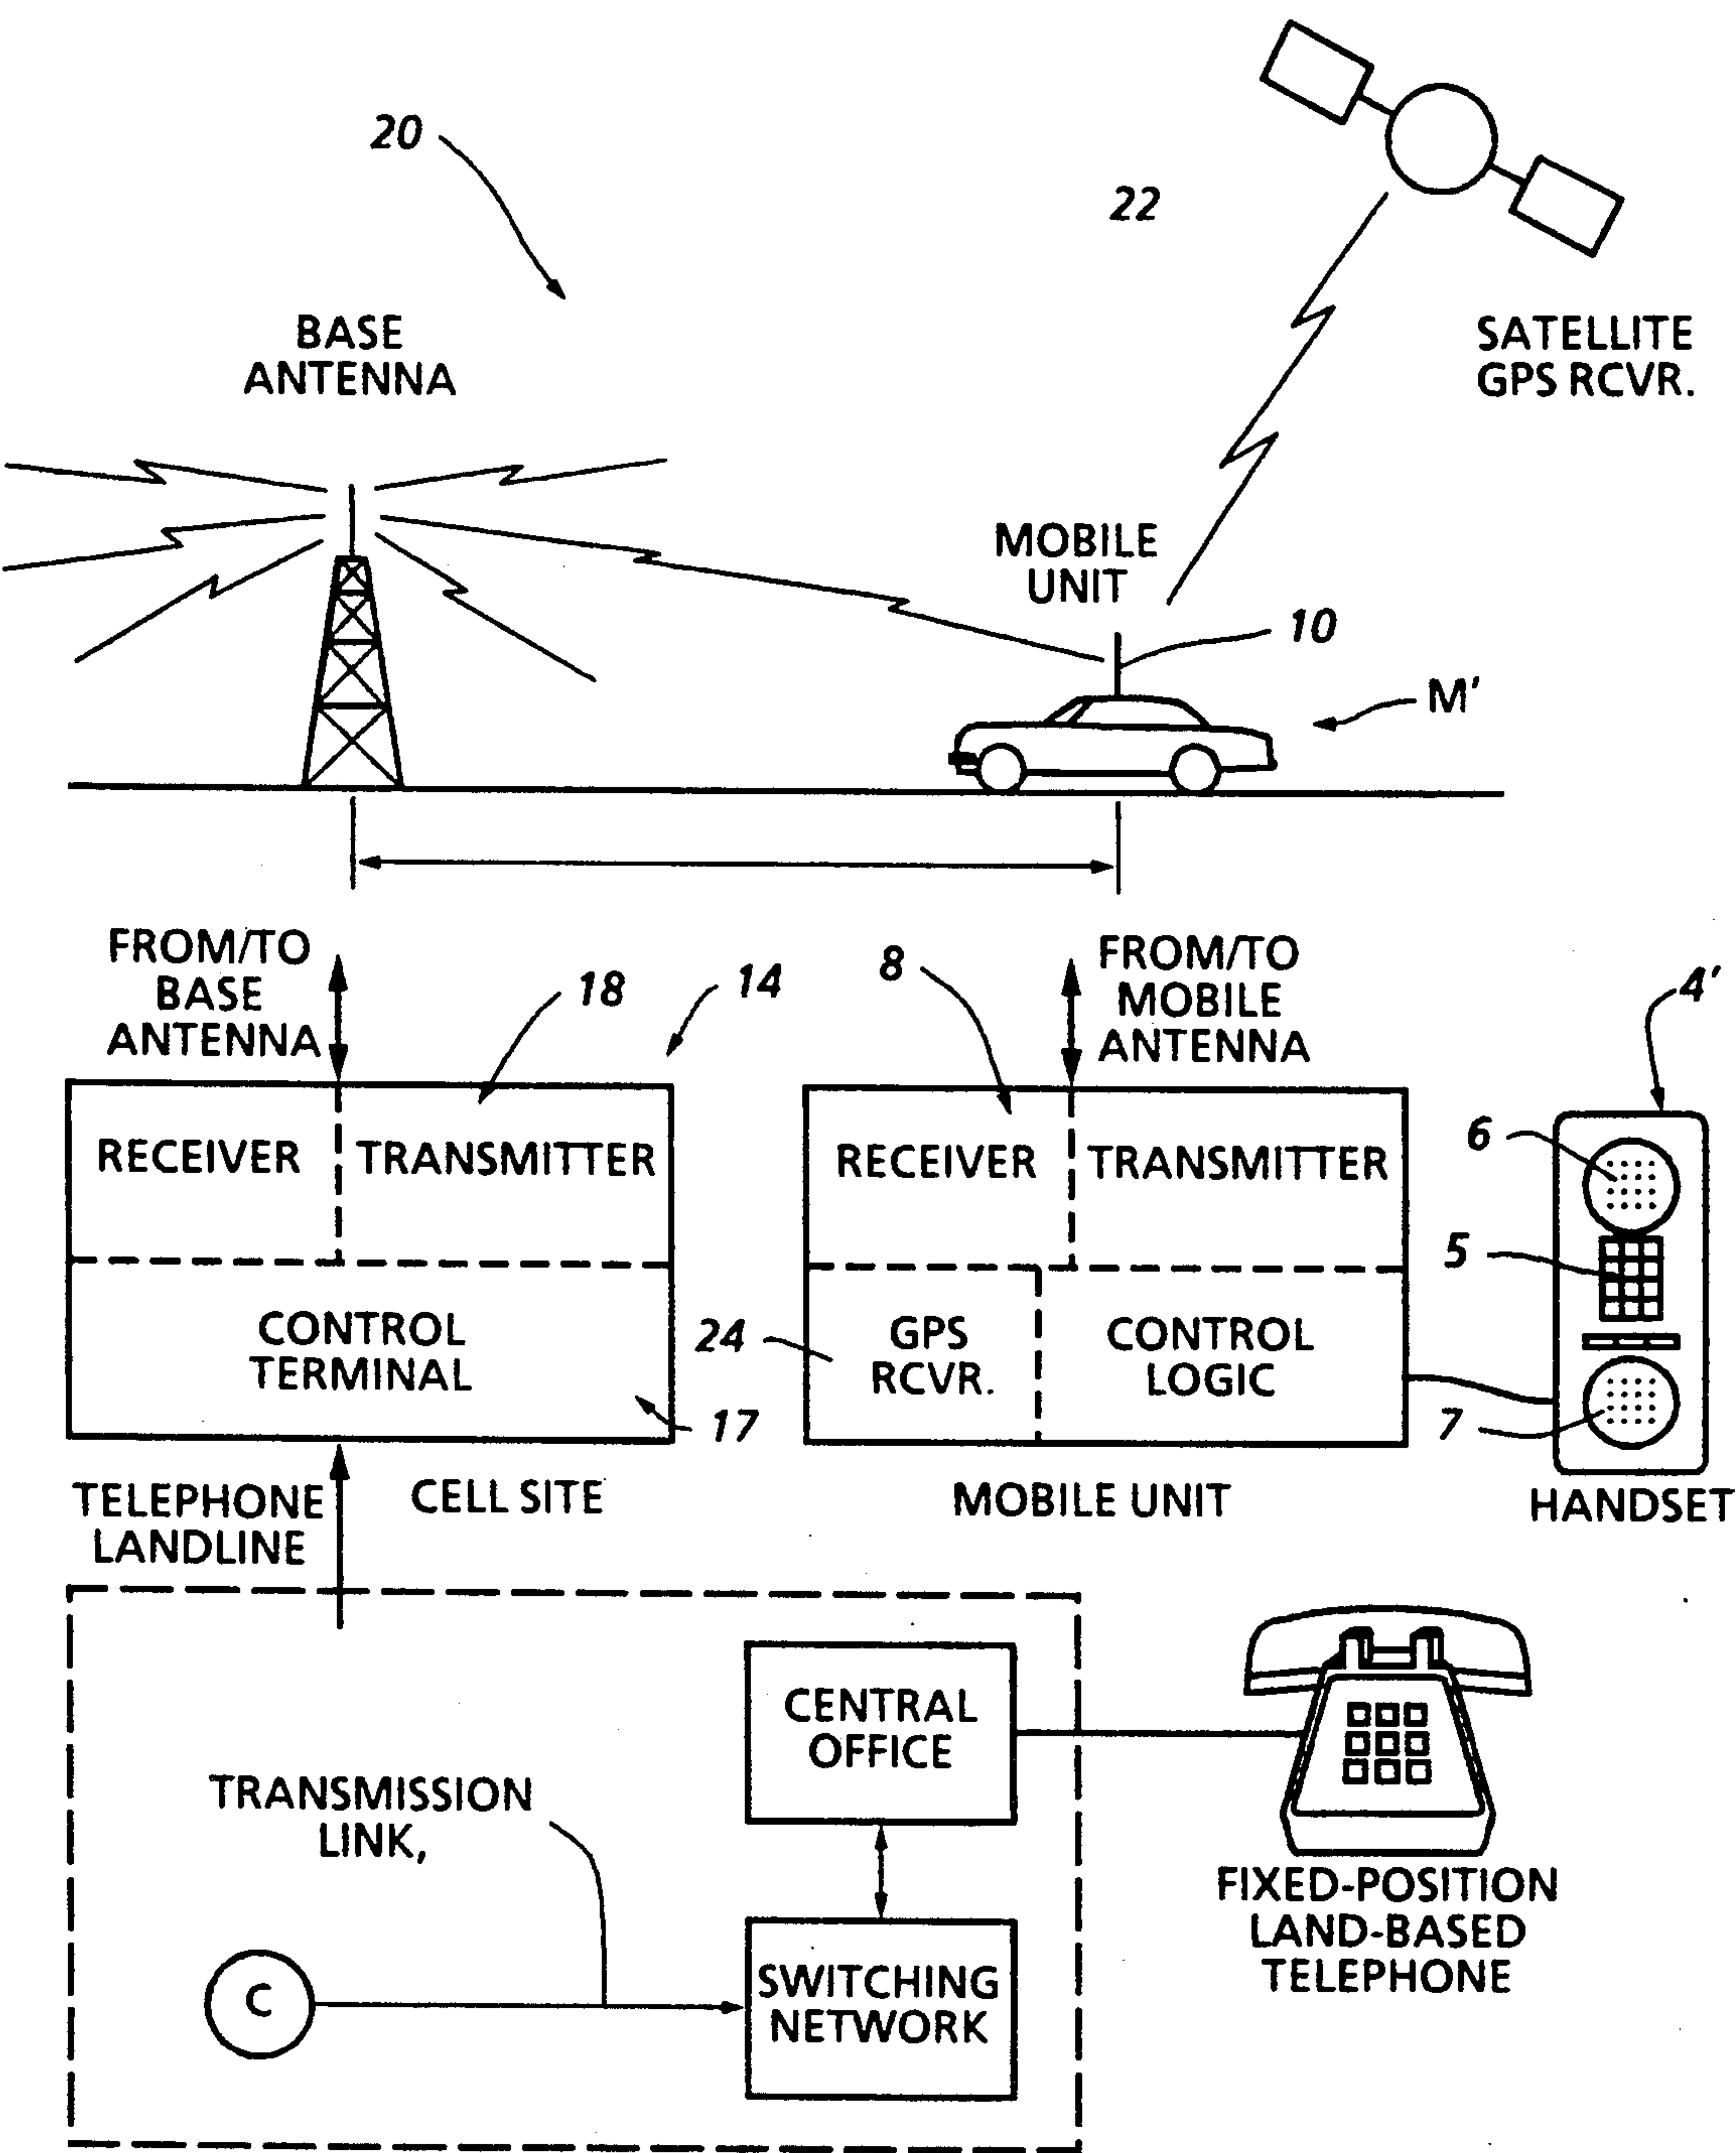 20
22
BASE
ANTENNA
SATELLITE
GPS RCVR.
MOBILE
UNIT
10
M'
FROM/TO
BASE
ANTENNA
18
14
8
FROM/TO
MOBILE
ANTENNA
4'
RECEIVER
TRANSMITTER
RECEIVER
TRANSMITTER
6
5
CONTROL
TERMINAL
17
24
GPS
RCVR.
CONTROL
LOGIC
7
TELEPHONE
LANDLINE
CELL SITE
MOBILE UNIT
HANDSET
CENTRAL
OFFICE
TRANSMISSION
LINK,
C
SWITCHING
NETWORK
FIXED-POSITION
LAND-BASED
TELEPHONE